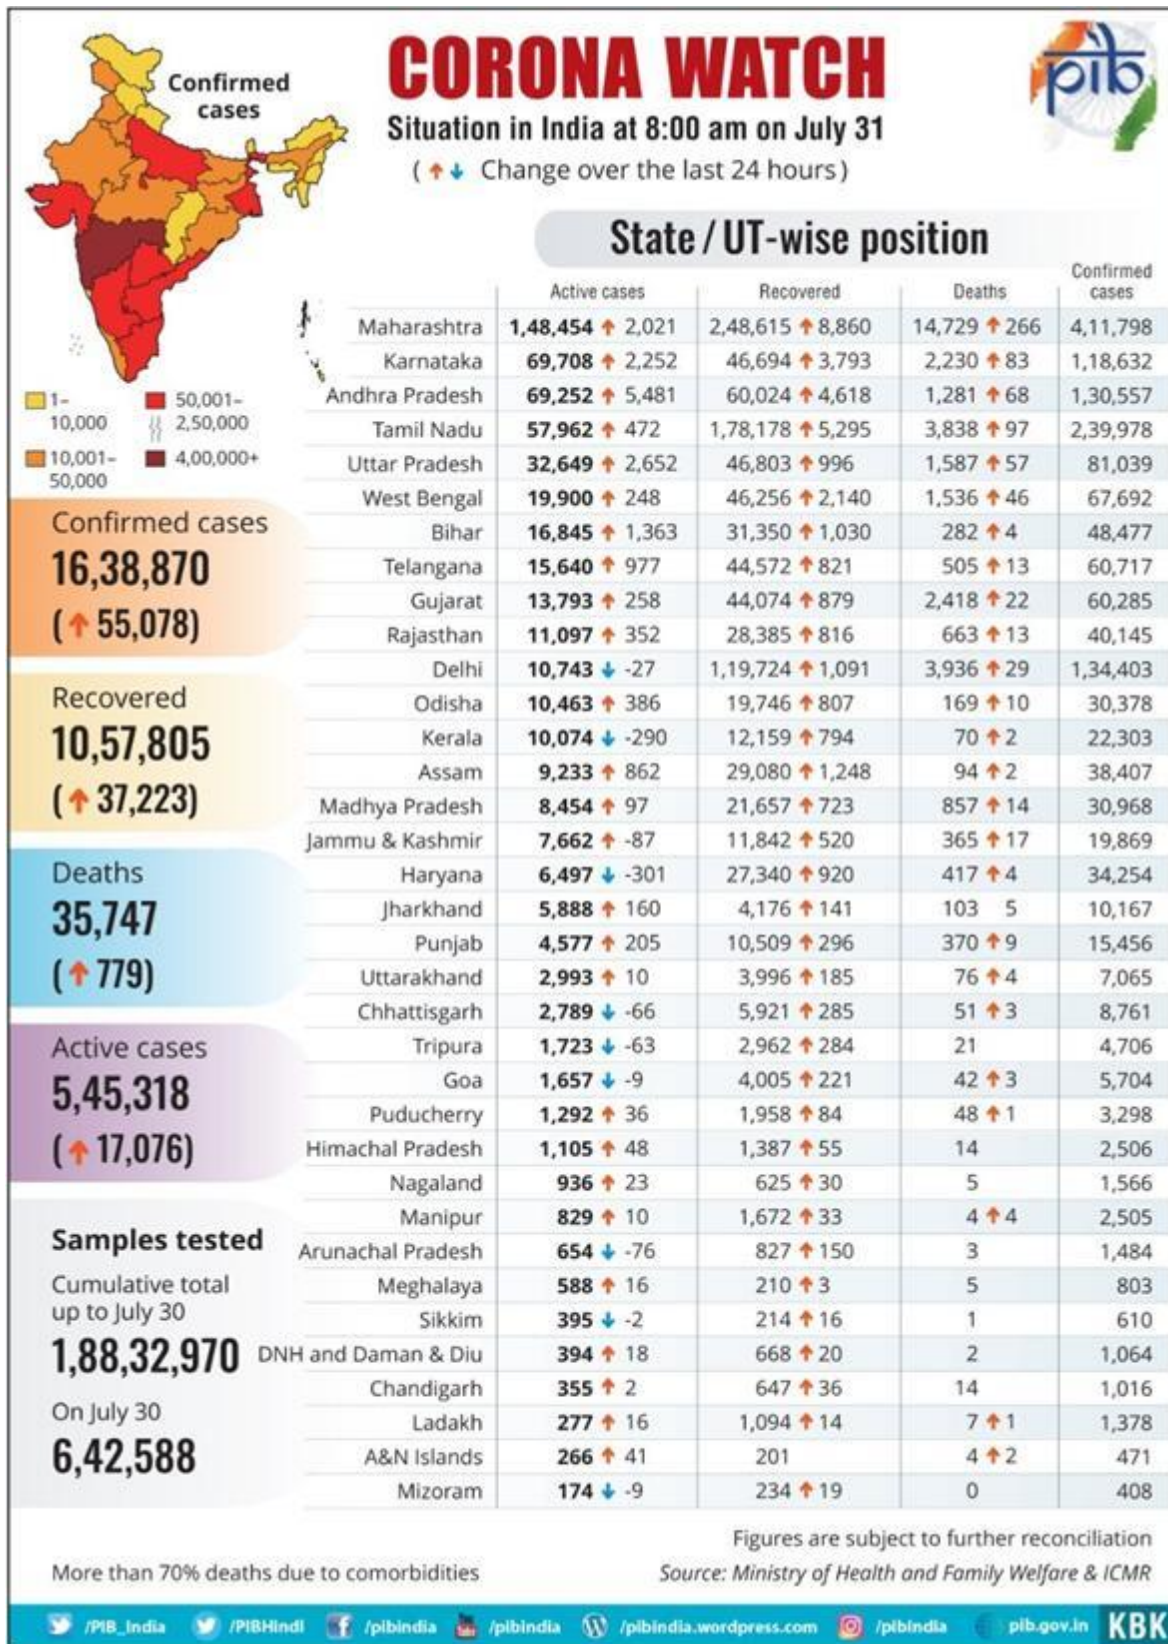 CORONA WATCH
pib
Situation in India at 8:00 am on July 31
( ↑ ↓ Change over the last 24 hours)
Confirmed
cases
1–
10,000
50,001–
2,50,000
10,001–
50,000
4,00,000+
Confirmed cases
16,38,870
(↑ 55,078)
Recovered
10,57,805
(↑ 37,223)
Deaths
35,747
(↑ 779)
Active cases
5,45,318
(↑ 17,076)
Samples tested
Cumulative total
up to July 30
1,88,32,970
On July 30
6,42,588
State / UT-wise position
Active cases Recovered Deaths Confirmed cases
Maharashtra 1,48,454 ↑ 2,021 2,48,615 ↑ 8,860 14,729 ↑ 266 4,11,798
Karnataka 69,708 ↑ 2,252 46,694 ↑ 3,793 2,230 ↑ 83 1,18,632
Andhra Pradesh 69,252 ↑ 5,481 60,024 ↑ 4,618 1,281 ↑ 68 1,30,557
Tamil Nadu 57,962 ↑ 472 1,78,178 ↑ 5,295 3,838 ↑ 97 2,39,978
Uttar Pradesh 32,649 ↑ 2,652 46,803 ↑ 996 1,587 ↑ 57 81,039
West Bengal 19,900 ↑ 248 46,256 ↑ 2,140 1,536 ↑ 46 67,692
Bihar 16,845 ↑ 1,363 31,350 ↑ 1,030 282 ↑ 4 48,477
Telangana 15,640 ↑ 977 44,572 ↑ 821 505 ↑ 13 60,717
Gujarat 13,793 ↑ 258 44,074 ↑ 879 2,418 ↑ 22 60,285
Rajasthan 11,097 ↑ 352 28,385 ↑ 816 663 ↑ 13 40,145
Delhi 10,743 ↓ -27 1,19,724 ↑ 1,091 3,936 ↑ 29 1,34,403
Odisha 10,463 ↑ 386 19,746 ↑ 807 169 ↑ 10 30,378
Kerala 10,074 ↓ -290 12,159 ↑ 794 70 ↑ 2 22,303
Assam 9,233 ↑ 862 29,080 ↑ 1,248 94 ↑ 2 38,407
Madhya Pradesh 8,454 ↑ 97 21,657 ↑ 723 857 ↑ 14 30,968
Jammu & Kashmir 7,662 ↑ -87 11,842 ↑ 520 365 ↑ 17 19,869
Haryana 6,497 ↓ -301 27,340 ↑ 920 417 ↑ 4 34,254
Jharkhand 5,888 ↑ 160 4,176 ↑ 141 103 5 10,167
Punjab 4,577 ↑ 205 10,509 ↑ 296 370 ↑ 9 15,456
Uttarakhand 2,993 ↑ 10 3,996 ↑ 185 76 ↑ 4 7,065
Chhattisgarh 2,789 ↓ -66 5,921 ↑ 285 51 ↑ 3 8,761
Tripura 1,723 ↓ -63 2,962 ↑ 284 21 4,706
Goa 1,657 ↓ -9 4,005 ↑ 221 42 ↑ 3 5,704
Puducherry 1,292 ↑ 36 1,958 ↑ 84 48 ↑ 1 3,298
Himachal Pradesh 1,105 ↑ 48 1,387 ↑ 55 14 2,506
Nagaland 936 ↑ 23 625 ↑ 30 5 1,566
Manipur 829 ↑ 10 1,672 ↑ 33 4 ↑ 4 2,505
Arunachal Pradesh 654 ↓ -76 827 ↑ 150 3 1,484
Meghalaya 588 ↑ 16 210 ↑ 3 5 803
Sikkim 395 ↓ -2 214 ↑ 16 1 610
DNH and Daman & Diu 394 ↑ 18 668 ↑ 20 2 1,064
Chandigarh 355 ↑ 2 647 ↑ 36 14 1,016
Ladakh 277 ↑ 16 1,094 ↑ 14 7 ↑ 1 1,378
A&N Islands 266 ↑ 41 201 4 ↑ 2 471
Mizoram 174 ↓ -9 234 ↑ 19 0 408
Figures are subject to further reconciliation
More than 70% deaths due to comorbidities
Source: Ministry of Health and Family Welfare & ICMR
/PIB_India /PIBHindi /pibindia /pibindia /pibindia.wordpress.com /pibindia pib.gov.in KBK